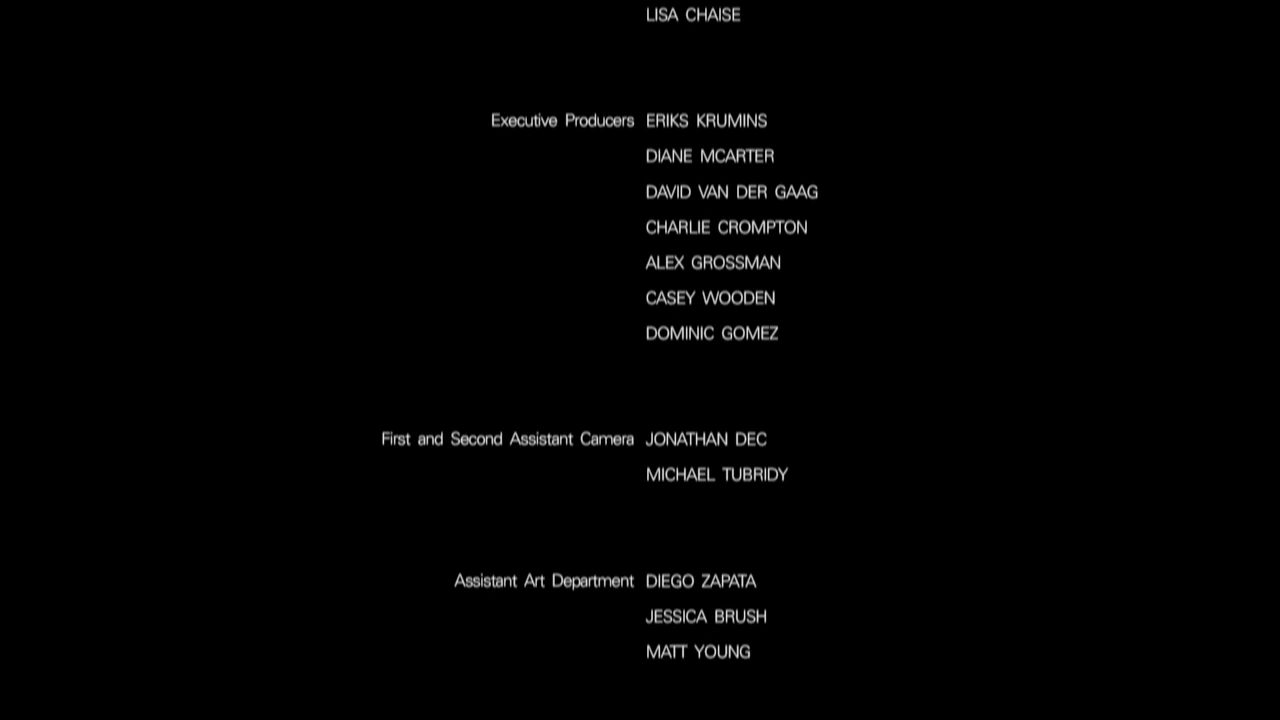 LISA CHAISE
Executive Producers ERIKS KRUMINS
DIANE MCARTER
DAVID VAN DER GAAG
CHARLIE CROMPTON
ALEX GROSSMAN
CASEY WOODEN
DOMINIC GOMEZ
First and Second Assistant Camera JONATHAN DEC
MICHAEL TUBRIDY
Assistant Art Department DIEGO ZAPATA
JESSICA BRUSH
MATT YOUNG